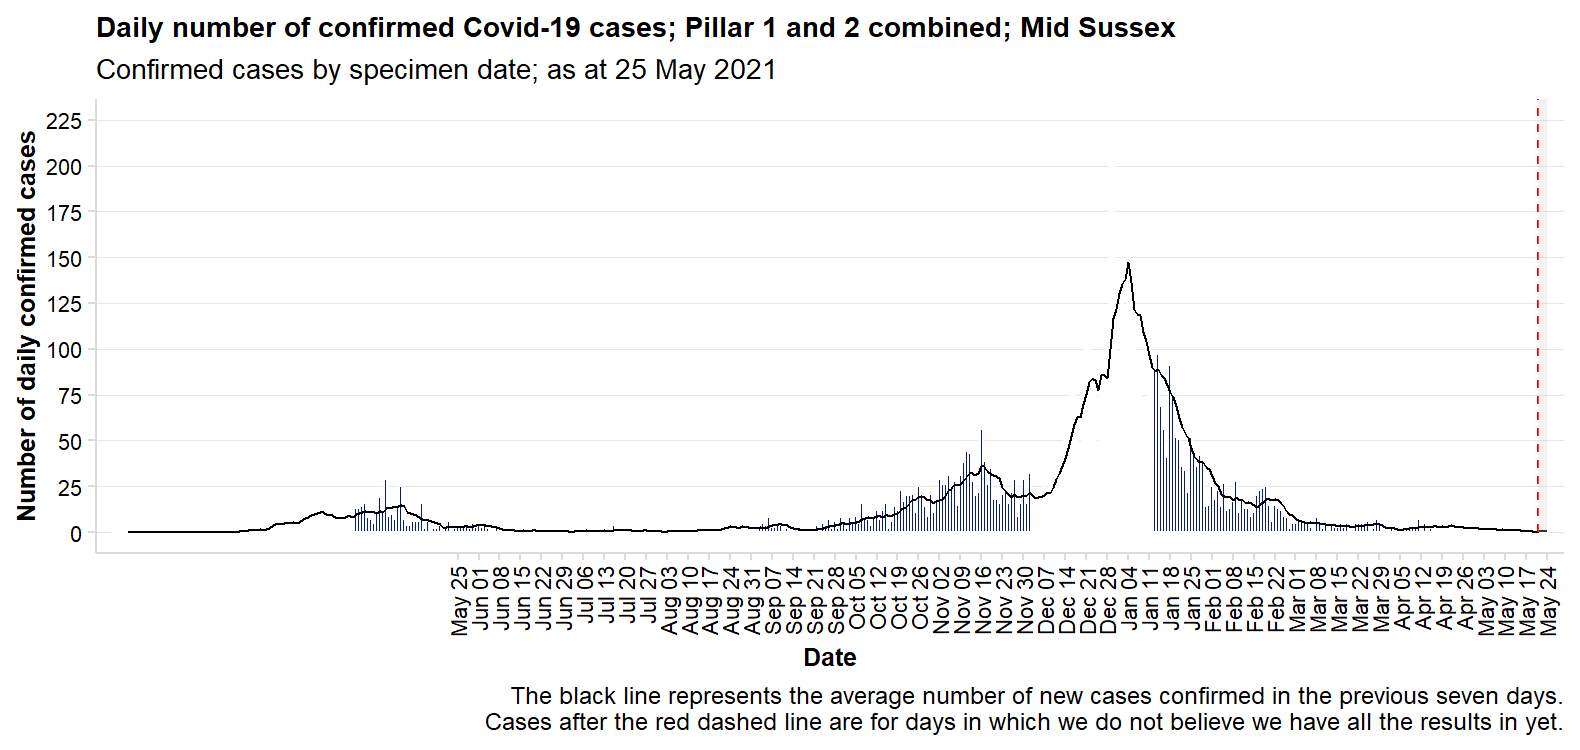 Daily number of confirmed Covid-19 cases; Pillar 1 and 2 combined; Mid Sussex
Confirmed cases by specimen date; as at 25 May 2021
Number of daily confirmed cases
225
200
175
150
125
100
75
50
25
0
May 25
Jun 01
Jun 08
Jun 15
Jun 22
Jun 29
Jul 06
Jul 13
Jul 20
Jul 27
Aug 03
Aug 10
Aug 17
Aug 24
Aug 31
Sep 07
Sep 14
Sep 21
Sep 28
Oct 05
Oct 12
Oct 19
Oct 26
Nov 02
Nov 09
Nov 16
Nov 23
Nov 30
Dec 07
Dec 14
Dec 21
Dec 28
Jan 04
Jan 11
Jan 18
Jan 25
Feb 01
Feb 08
Feb 15
Feb 22
Mar 01
Mar 08
Mar 15
Mar 22
Mar 29
Apr 05
Apr 12
Apr 19
Apr 26
May 03
May 10
May 17
May 24
Date
The black line represents the average number of new cases confirmed in the previous seven days.
Cases after the red dashed line are for days in which we do not believe we have all the results in yet.